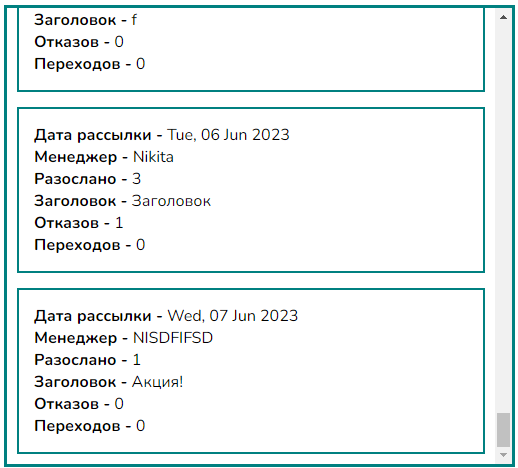 Заголовок - f
Отказов - 0
Переходов - 0
Дата рассылки - Tue, 06 Jun 2023
Менеджер - Nikita
Разослано - 3
Заголовок - Заголовок
Отказов - 1
Переходов - 0
Дата рассылки - Wed, 07 Jun 2023
Менеджер - NISDFIFSD
Разослано - 1
Заголовок - Акция!
Отказов - 0
Переходов - 0